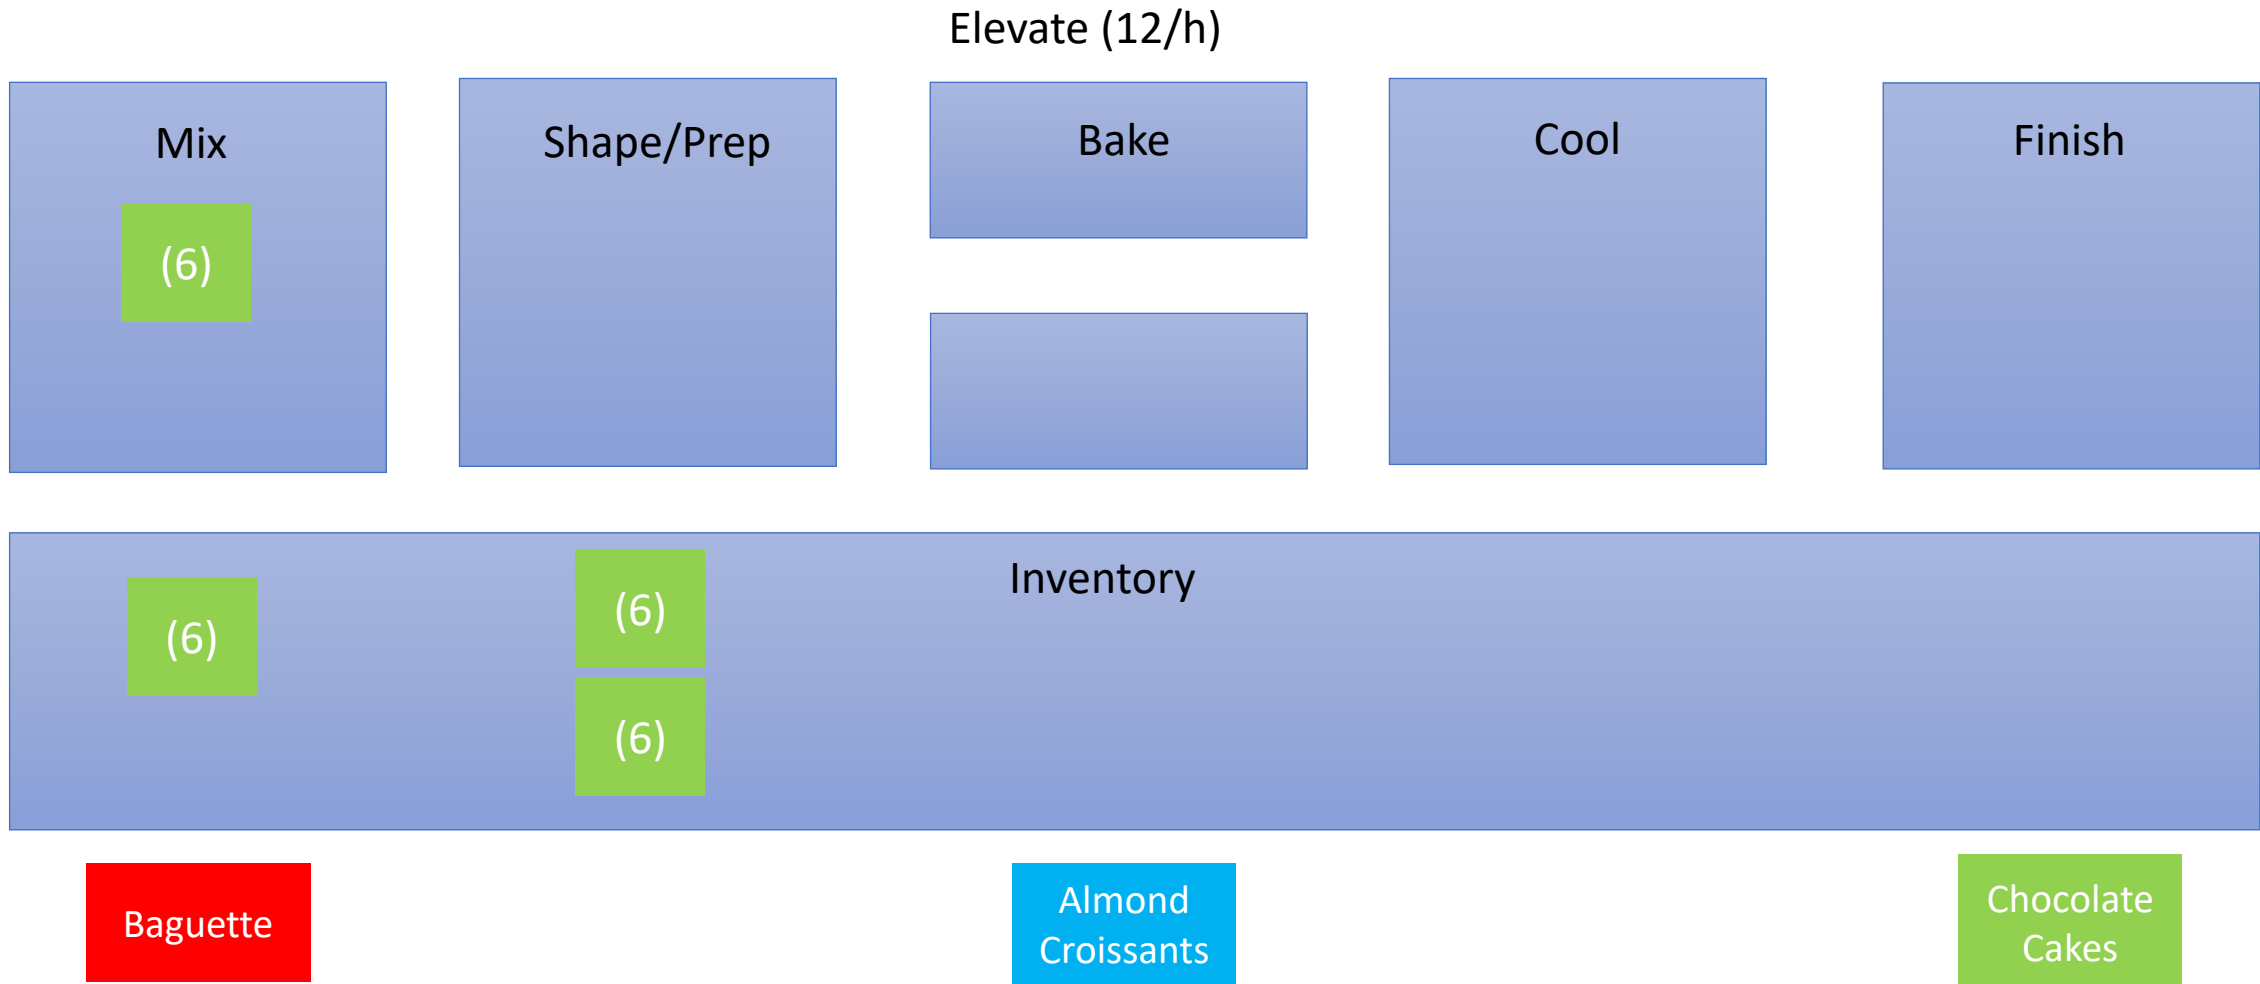 Elevate (12/h)
Mix
Shape/Prep
Bake
Cool
Finish
(6)
Inventory
(6)
(6)
(6)
Baguette
Almond
Croissants
Chocolate
Cakes